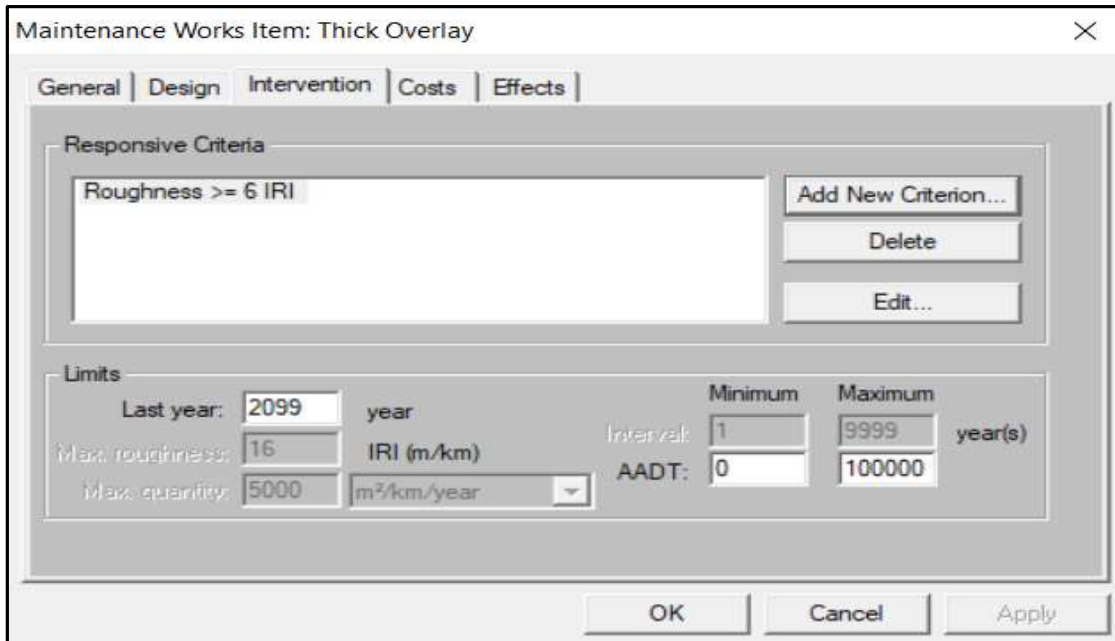 Maintenance Works Item: Thick Overlay
General Design Intervention Costs Effects
Responsive Criteria
Roughness >= 6 IRI
Add New Criterion...
Delete
Edit...
Limits
Minimum Maximum
Last year: 2099 year
Interval: 1 9999 year(s)
Max. roughness: 16 IRI (m/km)
AADT: 0 100000
Max. quantity: 5000 m²/km/year
OK Cancel Apply